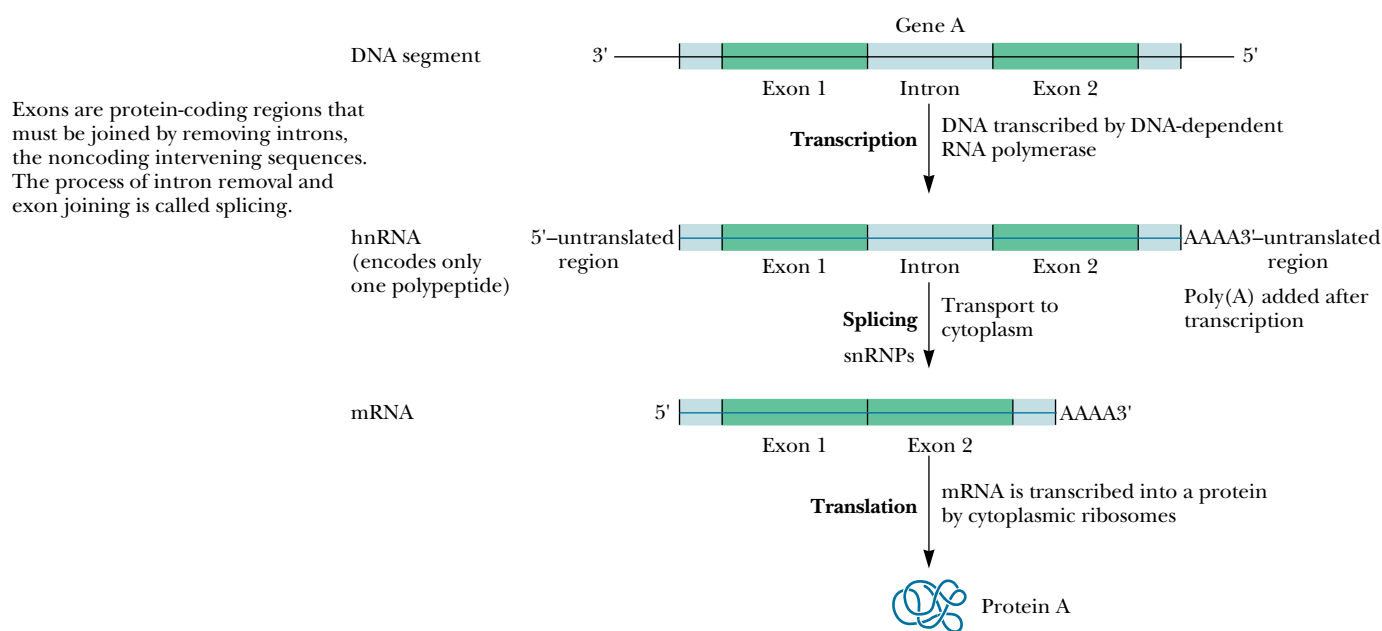 Gene A
DNA segment
3'
5'
Exon 1
Intron
Exon 2
Exons are protein-coding regions that
must be joined by removing introns,
the noncoding intervening sequences.
The process of intron removal and
exon joining is called splicing.
Transcription
DNA transcribed by DNA-dependent
RNA polymerase
hnRNA
(encodes only
one polypeptide)
5'–untranslated
region
AAAA3'–untranslated
region
Exon 1
Intron
Exon 2
Poly(A) added after
transcription
Splicing
snRNPs
Transport to
cytoplasm
mRNA
5'
AAAA3'
Exon 1
Exon 2
Translation
mRNA is transcribed into a protein
by cytoplasmic ribosomes
Protein A